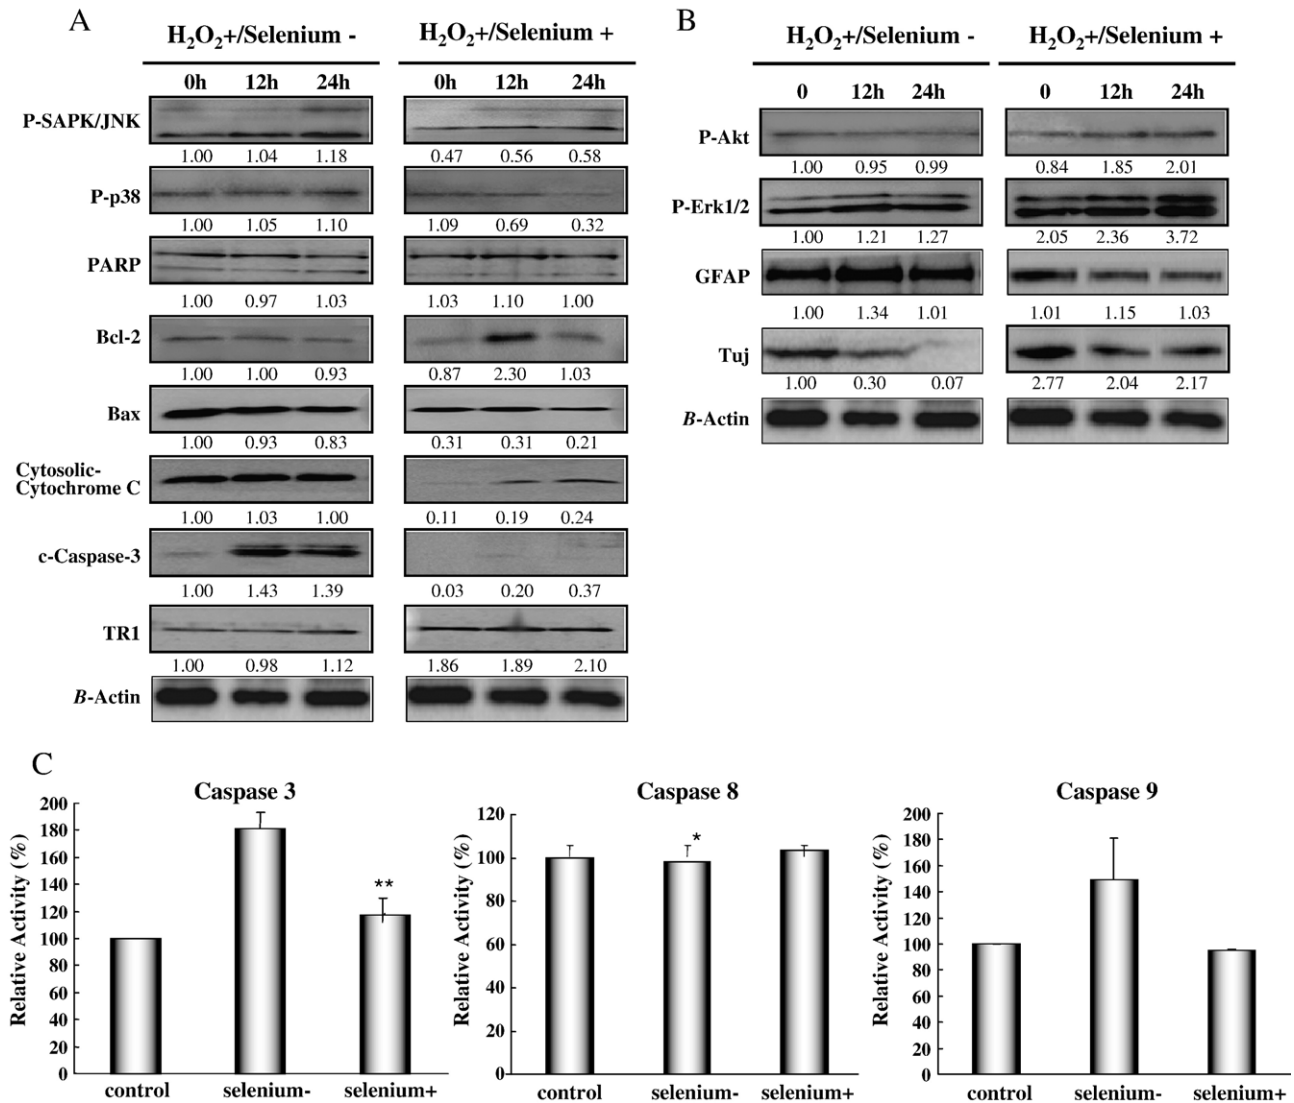 A
H2O2+/Selenium -
H2O2+/Selenium +
0h 12h 24h
0h 12h 24h
P-SAPK/JNK
1.00 1.04 1.18
0.47 0.56 0.58
P-p38
1.00 1.05 1.10
1.09 0.69 0.32
PARP
1.00 0.97 1.03
1.03 1.10 1.00
Bcl-2
1.00 1.00 0.93
0.87 2.30 1.03
Bax
1.00 0.93 0.83
0.31 0.31 0.21
Cytosolic-
Cytochrome C
1.00 1.03 1.00
0.11 0.19 0.24
c-Caspase-3
1.00 1.43 1.39
0.03 0.20 0.37
TR1
1.00 0.98 1.12
1.86 1.89 2.10
B-Actin
B
H2O2+/Selenium -
H2O2+/Selenium +
0 12h 24h
0 12h 24h
P-Akt
1.00 0.95 0.99
0.84 1.85 2.01
P-Erk1/2
1.00 1.21 1.27
2.05 2.36 3.72
GFAP
1.00 1.34 1.01
1.01 1.15 1.03
Tuj
1.00 0.30 0.07
2.77 2.04 2.17
B-Actin
C
Caspase 3
Relative Activity (%)
200
180
160
140
120
100
80
60
40
20
0
**
control selenium- selenium+
Caspase 8
Relative Activity (%)
120
100
80
60
40
20
0
*
control selenium- selenium+
Caspase 9
Relative Activity (%)
200
180
160
140
120
100
80
60
40
20
0
control selenium- selenium+